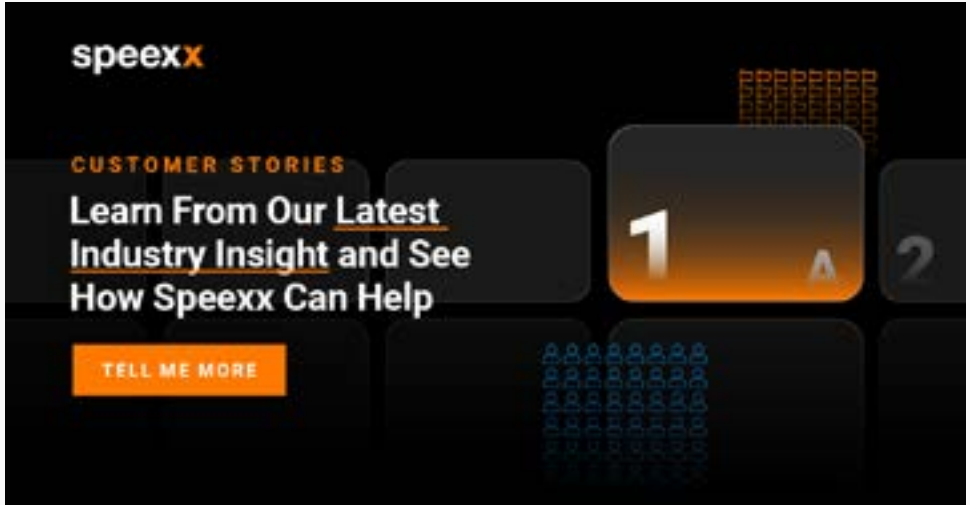 speexx
CUSTOMER STORIES
Learn From Our Latest
Industry Insight and See
How Speexx Can Help
TELL ME MORE
1
A
2